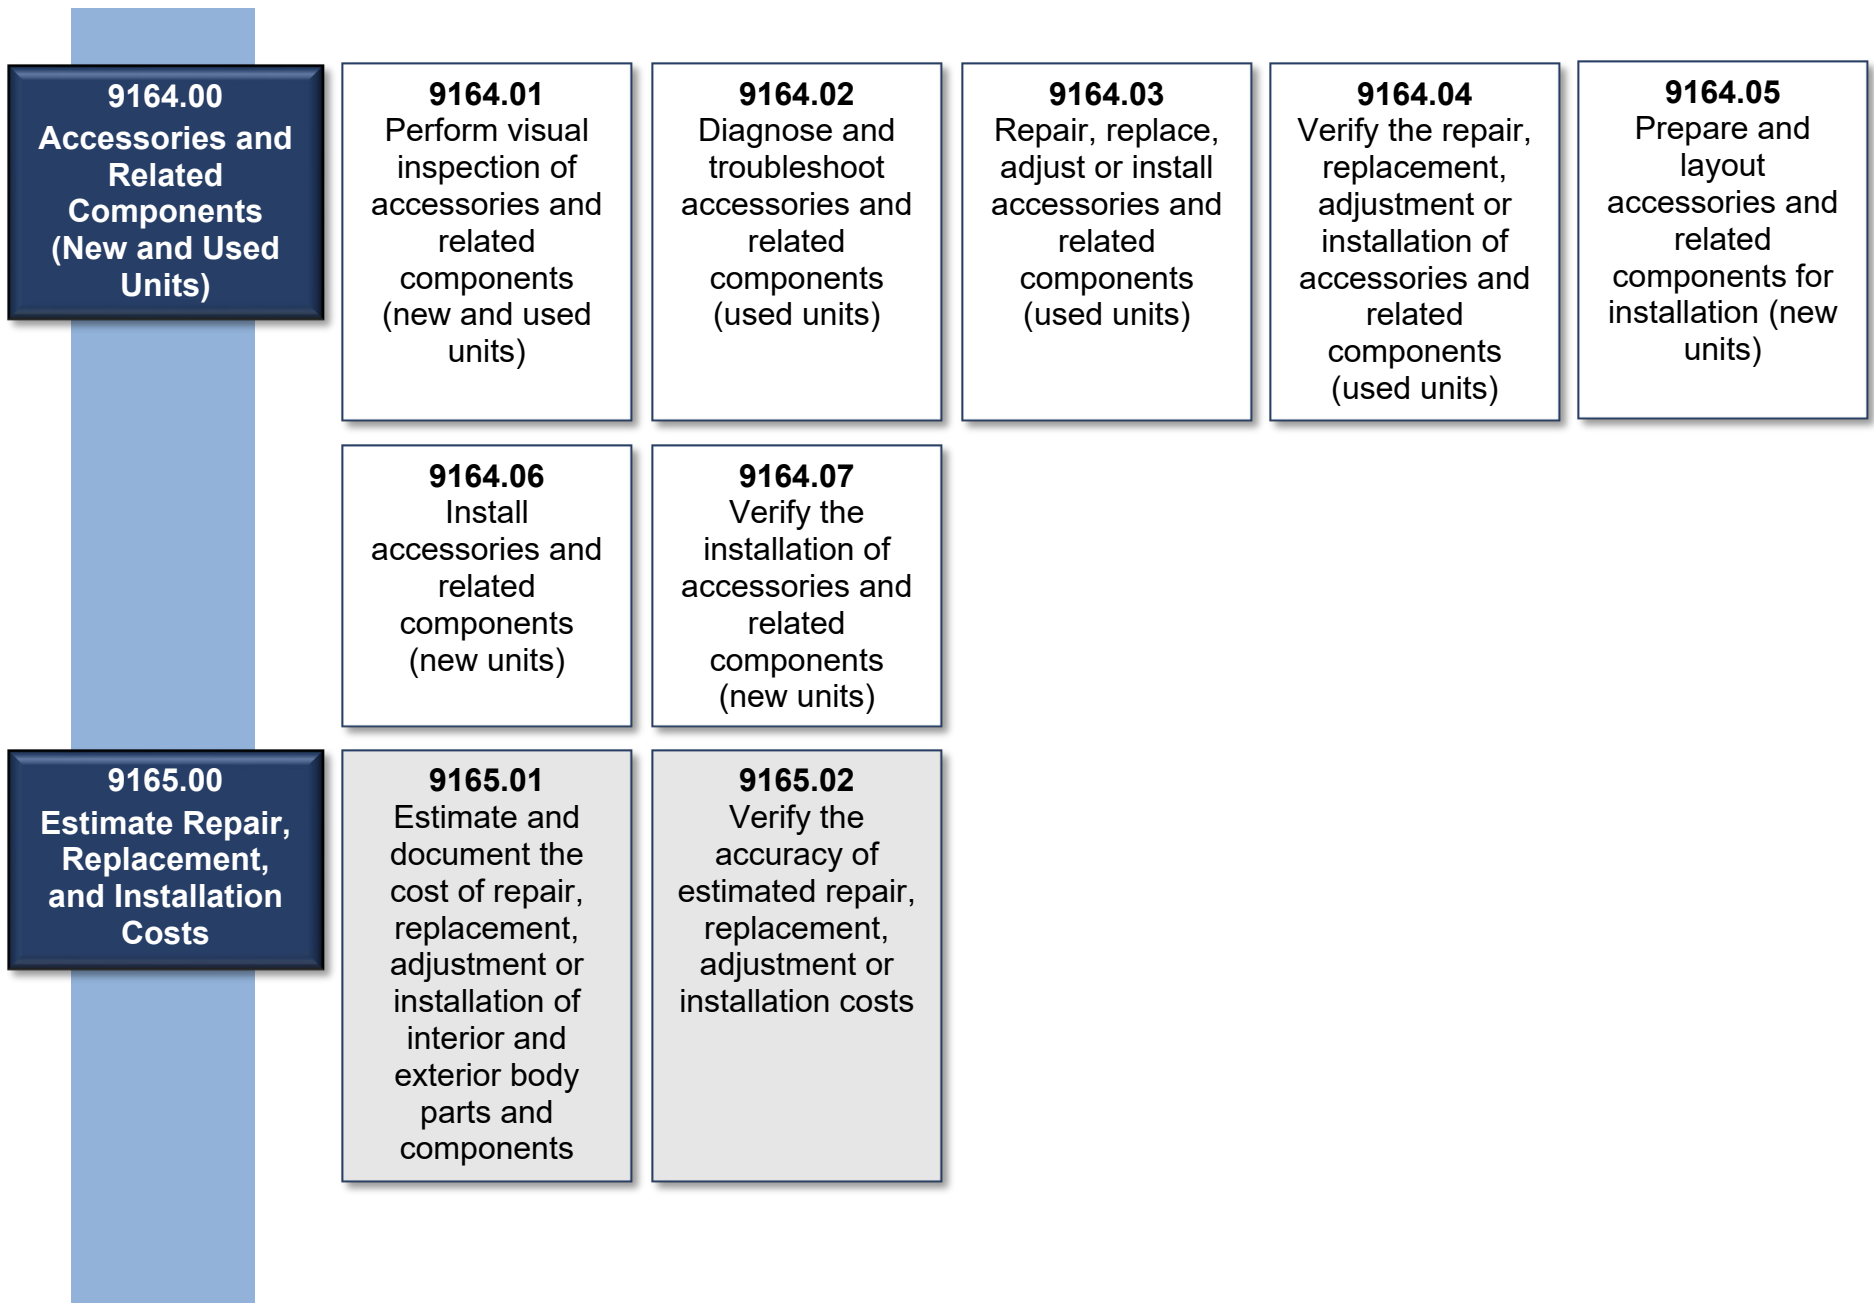 9164.00
Accessories and
Related
Components
(New and Used
Units)
9164.01
Perform visual
inspection of
accessories and
related
components
(new and used
units)
9164.02
Diagnose and
troubleshoot
accessories and
related
components
(used units)
9164.03
Repair, replace,
adjust or install
accessories and
related
components
(used units)
9164.04
Verify the repair,
replacement,
adjustment or
installation of
accessories and
related
components
(used units)
9164.05
Prepare and
layout
accessories and
related
components for
installation (new
units)
9164.06
Install
accessories and
related
components
(new units)
9164.07
Verify the
installation of
accessories and
related
components
(new units)
9165.00
Estimate Repair,
Replacement,
and Installation
Costs
9165.01
Estimate and
document the
cost of repair,
replacement,
adjustment or
installation of
interior and
exterior body
parts and
components
9165.02
Verify the
accuracy of
estimated repair,
replacement,
adjustment or
installation costs